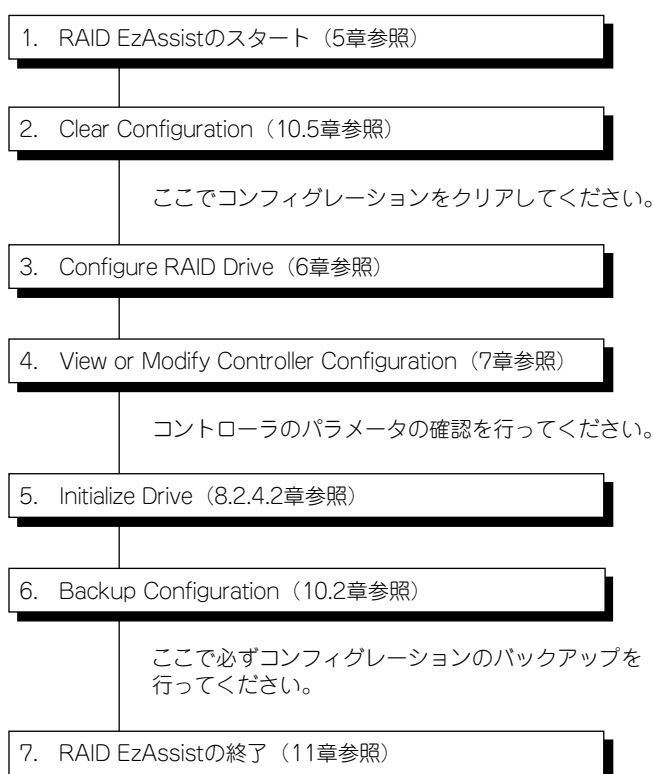 1. RAID EzAssistのスタート（5章参照）
2. Clear Configuration（10.5章参照）
ここでコンフィグレーションをクリアしてください。
3. Configure RAID Drive（6章参照）
4. View or Modify Controller Configuration（7章参照）
コントローラのパラメータの確認を行ってください。
5. Initialize Drive（8.2.4.2章参照）
6. Backup Configuration（10.2章参照）
ここで必ずコンフィグレーションのバックアップを
行ってください。
7. RAID EzAssistの終了（11章参照）